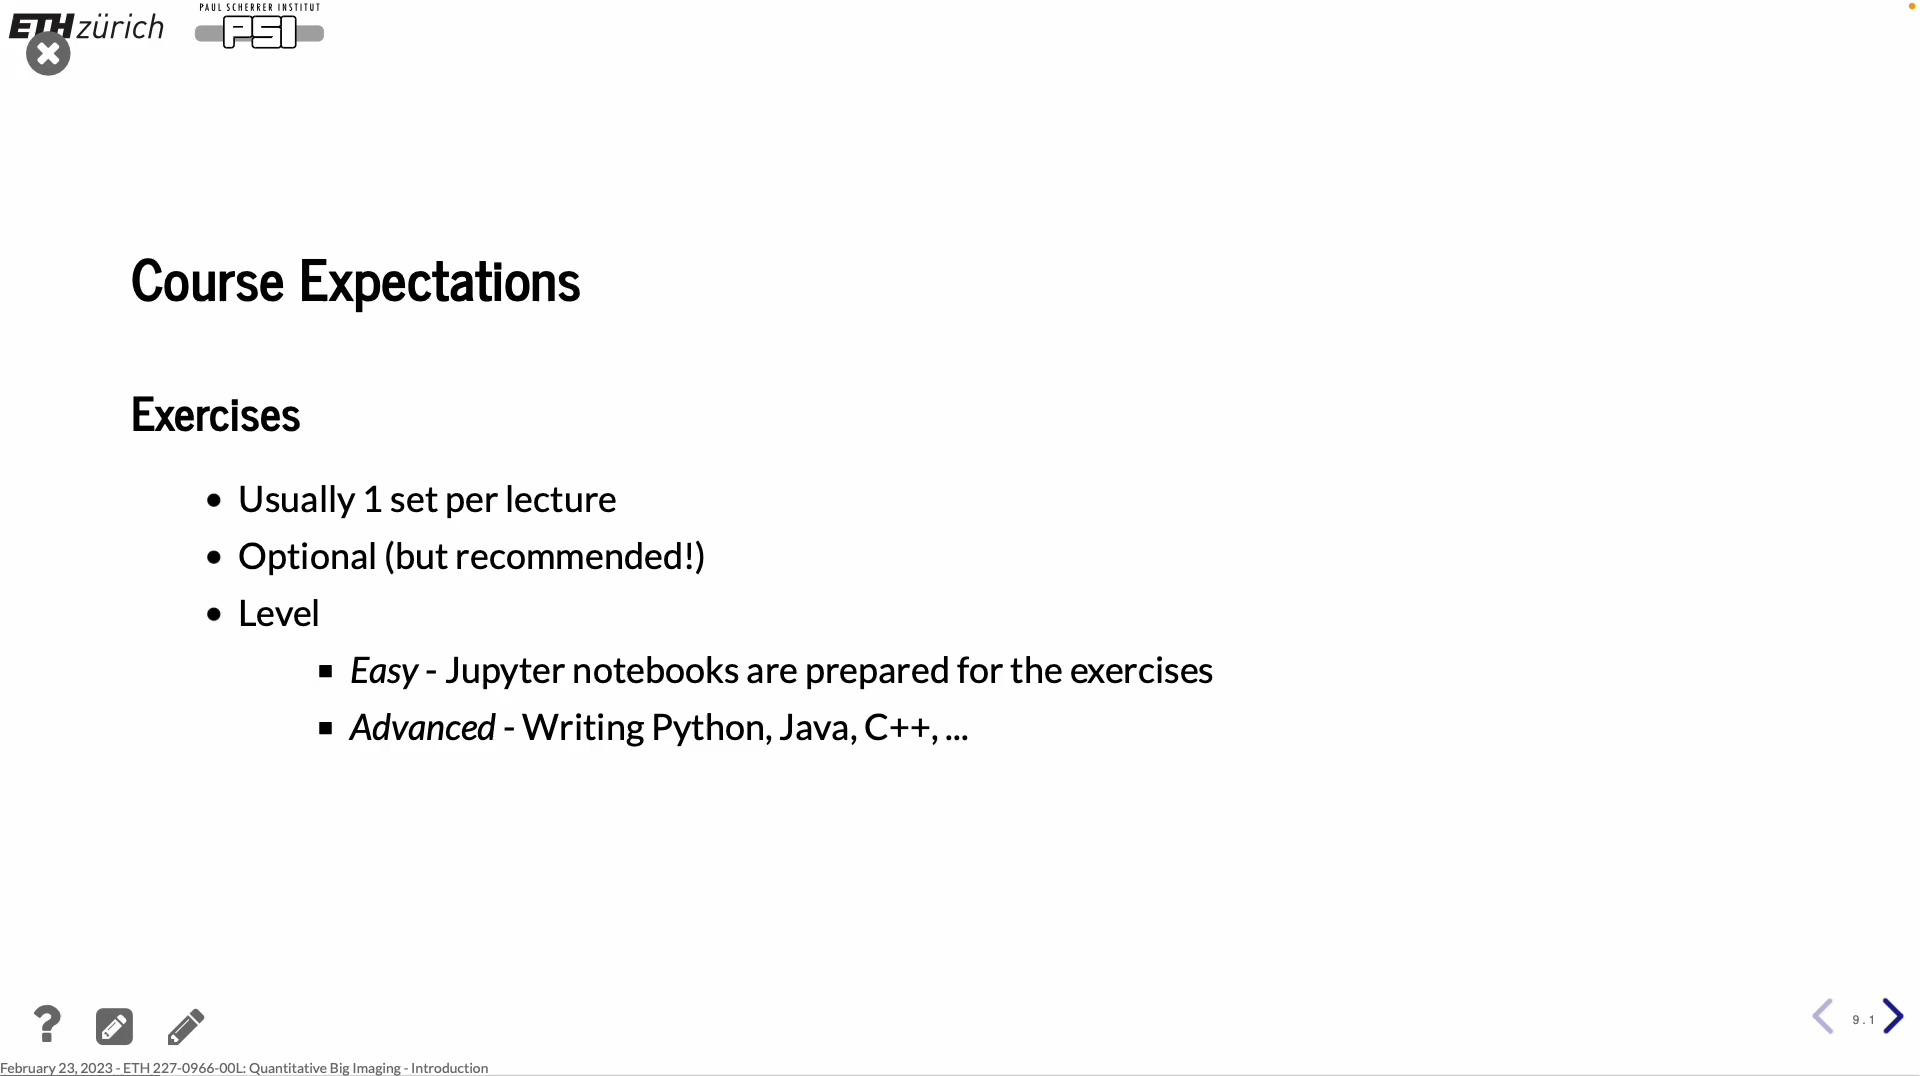 ETH zürich
PAUL SCHERRER INSTITUT
PSI
Course Expectations
Exercises
Usually 1 set per lecture
Optional (but recommended!)
Level
Easy - Jupyter notebooks are prepared for the exercises
Advanced - Writing Python, Java, C++, ...
?
9.1
February 23, 2023 - ETH 227-0966-00L: Quantitative Big Imaging - Introduction